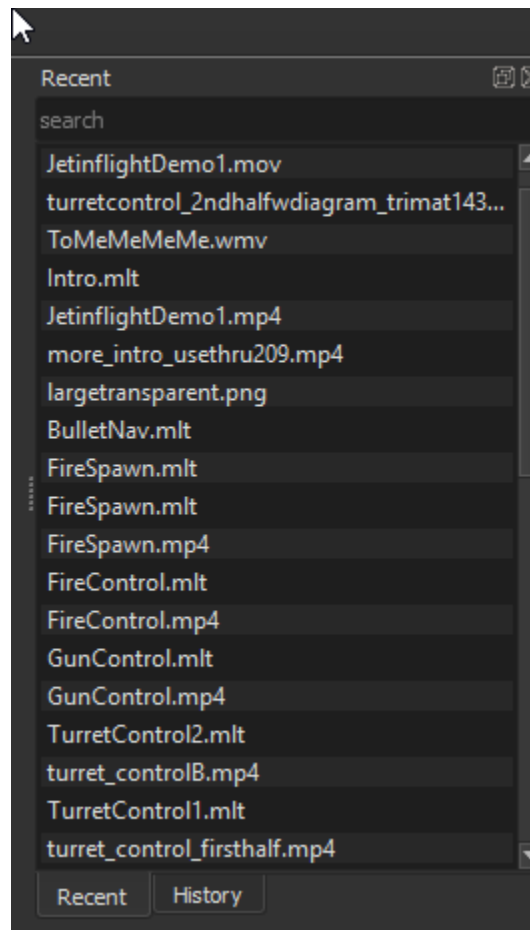 Recent
search
JetinflightDemo1.mov
turretcontrol_2ndhalfwdiagram_trimat143...
ToMeMeMeMe.wmv
Intro.mlt
JetinflightDemo1.mp4
more_intro_usethru209.mp4
largetransparent.png
BulletNav.mlt
FireSpawn.mlt
FireSpawn.mlt
FireSpawn.mp4
FireControl.mlt
FireControl.mp4
GunControl.mlt
GunControl.mp4
TurretControl2.mlt
turret_controlB.mp4
TurretControl1.mlt
turret_control_firsthalf.mp4
Recent History